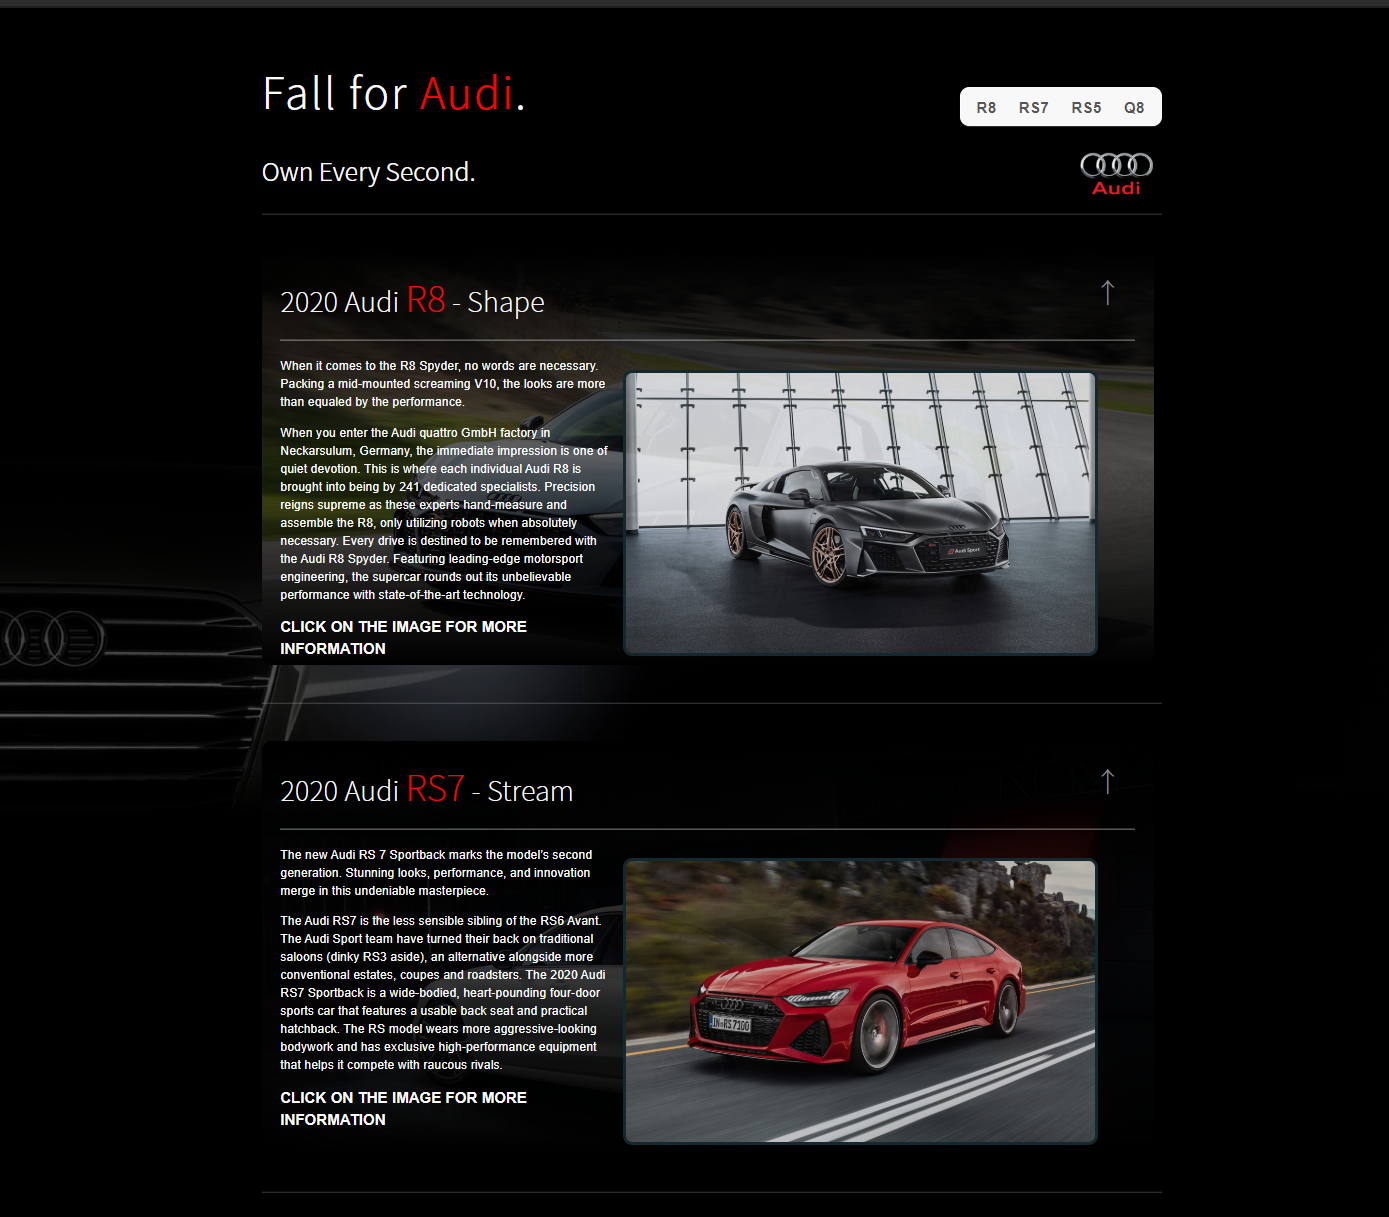 Fall for Audi.
R8 RS7 RS5 Q8
Own Every Second.
Audi
2020 Audi R8 - Shape
↑
When it comes to the R8 Spyder, no words are necessary.
Packing a mid-mounted screaming V10, the looks are more
than equaled by the performance.
When you enter the Audi quattro GmbH factory in
Neckarsulum, Germany, the immediate impression is one of
quiet devotion. This is where each individual Audi R8 is
brought into being by 241 dedicated specialists. Precision
reigns supreme as these experts hand-measure and
assemble the R8, only utilizing robots when absolutely
necessary. Every drive is destined to be remembered with
the Audi R8 Spyder. Featuring leading-edge motorsport
engineering, the supercar rounds out its unbelievable
performance with state-of-the-art technology.
CLICK ON THE IMAGE FOR MORE
INFORMATION
Audi Sport
2020 Audi RS7 - Stream
↑
The new Audi RS 7 Sportback marks the model's second
generation. Stunning looks, performance, and innovation
merge in this undeniable masterpiece.
The Audi RS7 is the less sensible sibling of the RS6 Avant.
The Audi Sport team have turned their back on traditional
saloons (dinky RS3 aside), an alternative alongside more
conventional estates, coupes and roadsters. The 2020 Audi
RS7 Sportback is a wide-bodied, heart-pounding four-door
sports car that features a usable back seat and practical
hatchback. The RS model wears more aggressive-looking
bodywork and has exclusive high-performance equipment
that helps it compete with raucous rivals.
CLICK ON THE IMAGE FOR MORE
INFORMATION
IN·RS 7100